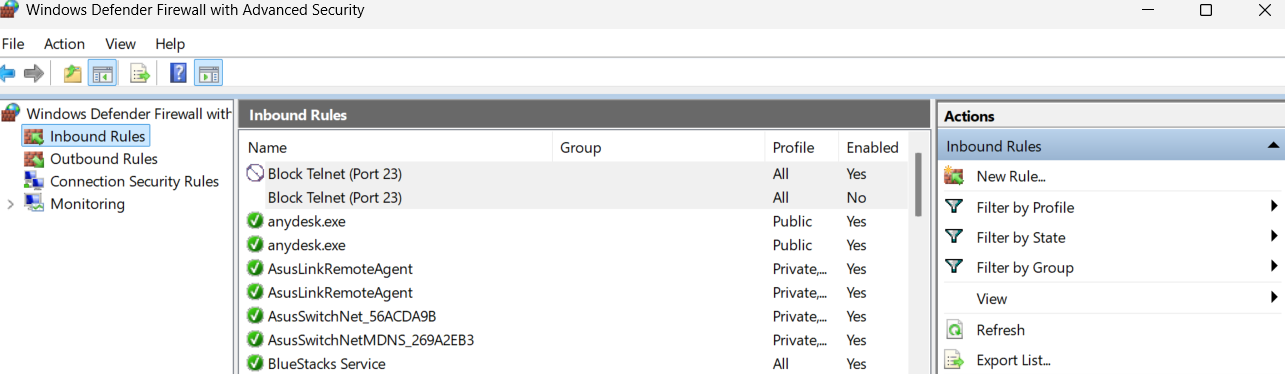 Windows Defender Firewall with Advanced Security
File Action View Help
Windows Defender Firewall with
Inbound Rules
Outbound Rules
Connection Security Rules
Monitoring
Inbound Rules
Name Group Profile Enabled
Block Telnet (Port 23) All Yes
Block Telnet (Port 23) All No
anydesk.exe Public Yes
anydesk.exe Public Yes
AsusLinkRemoteAgent Private,... Yes
AsusLinkRemoteAgent Private,... Yes
AsusSwitchNet_56ACDA9B Private,... Yes
AsusSwitchNetMDNS_269A2EB3 Private,... Yes
BlueStacks Service All Yes
Actions
Inbound Rules
New Rule...
Filter by Profile
Filter by State
Filter by Group
View
Refresh
Export List...